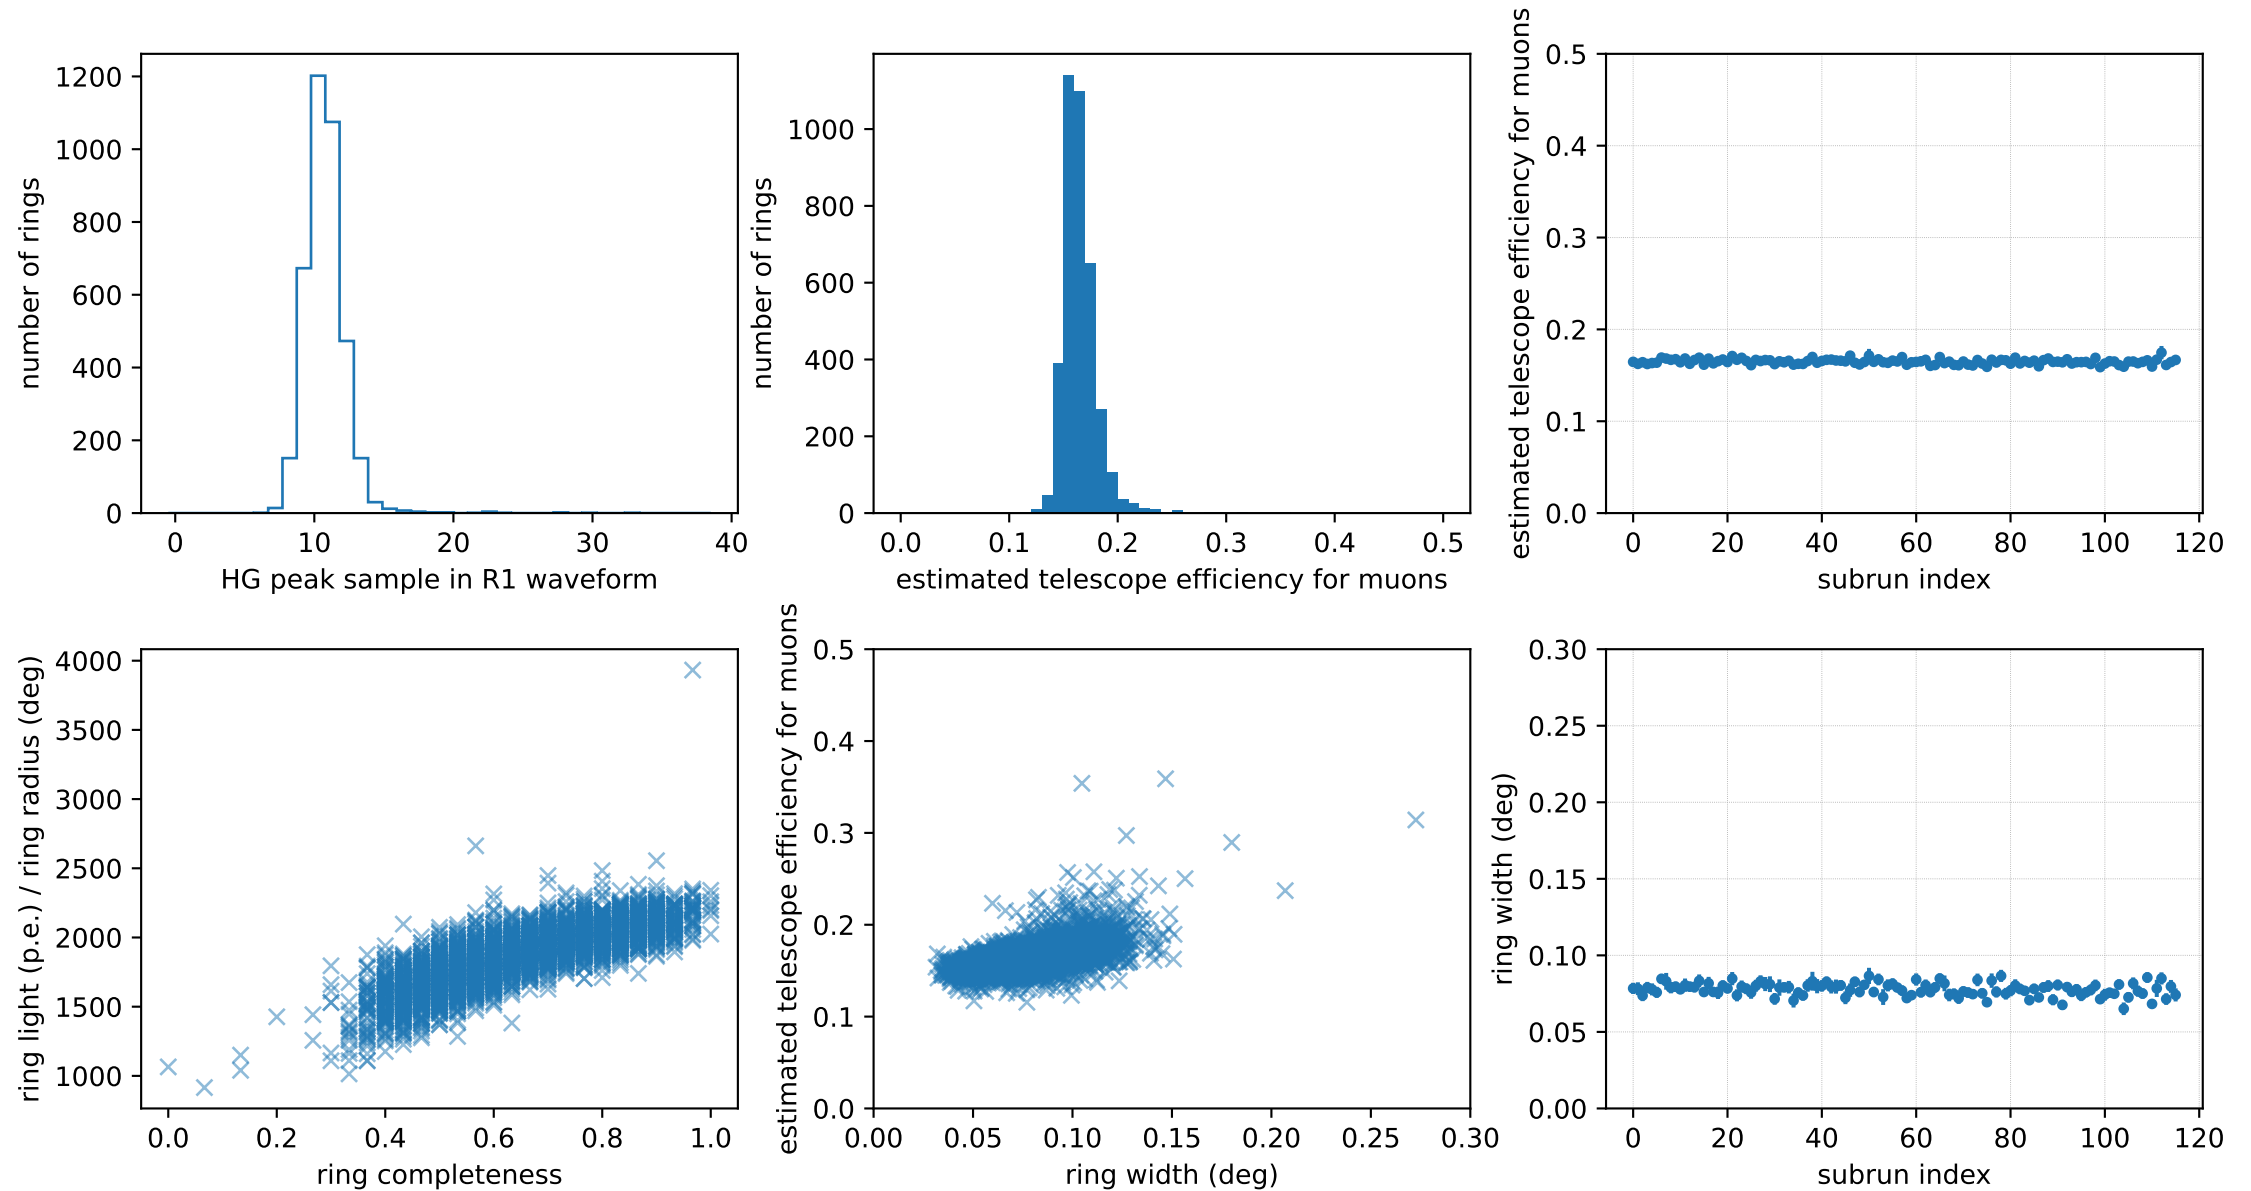 1200
1000
800
600
400
200
0
number of rings
0 10 20 30 40
HG peak sample in R1 waveform
1000
800
600
400
200
0
number of rings
0.0 0.1 0.2 0.3 0.4 0.5
estimated telescope efficiency for muons
0.5
0.4
0.3
0.2
0.1
0.0
estimated telescope efficiency for muons
0 20 40 60 80 100 120
subrun index
4000
3500
3000
2500
2000
1500
1000
ring light (p.e.) / ring radius (deg)
0.0 0.2 0.4 0.6 0.8 1.0
ring completeness
0.5
0.4
0.3
0.2
0.1
0.0
estimated telescope efficiency for muons
0.00 0.05 0.10 0.15 0.20 0.25 0.30
ring width (deg)
0.30
0.25
0.20
0.15
0.10
0.05
0.00
ring width (deg)
0 20 40 60 80 100 120
subrun index